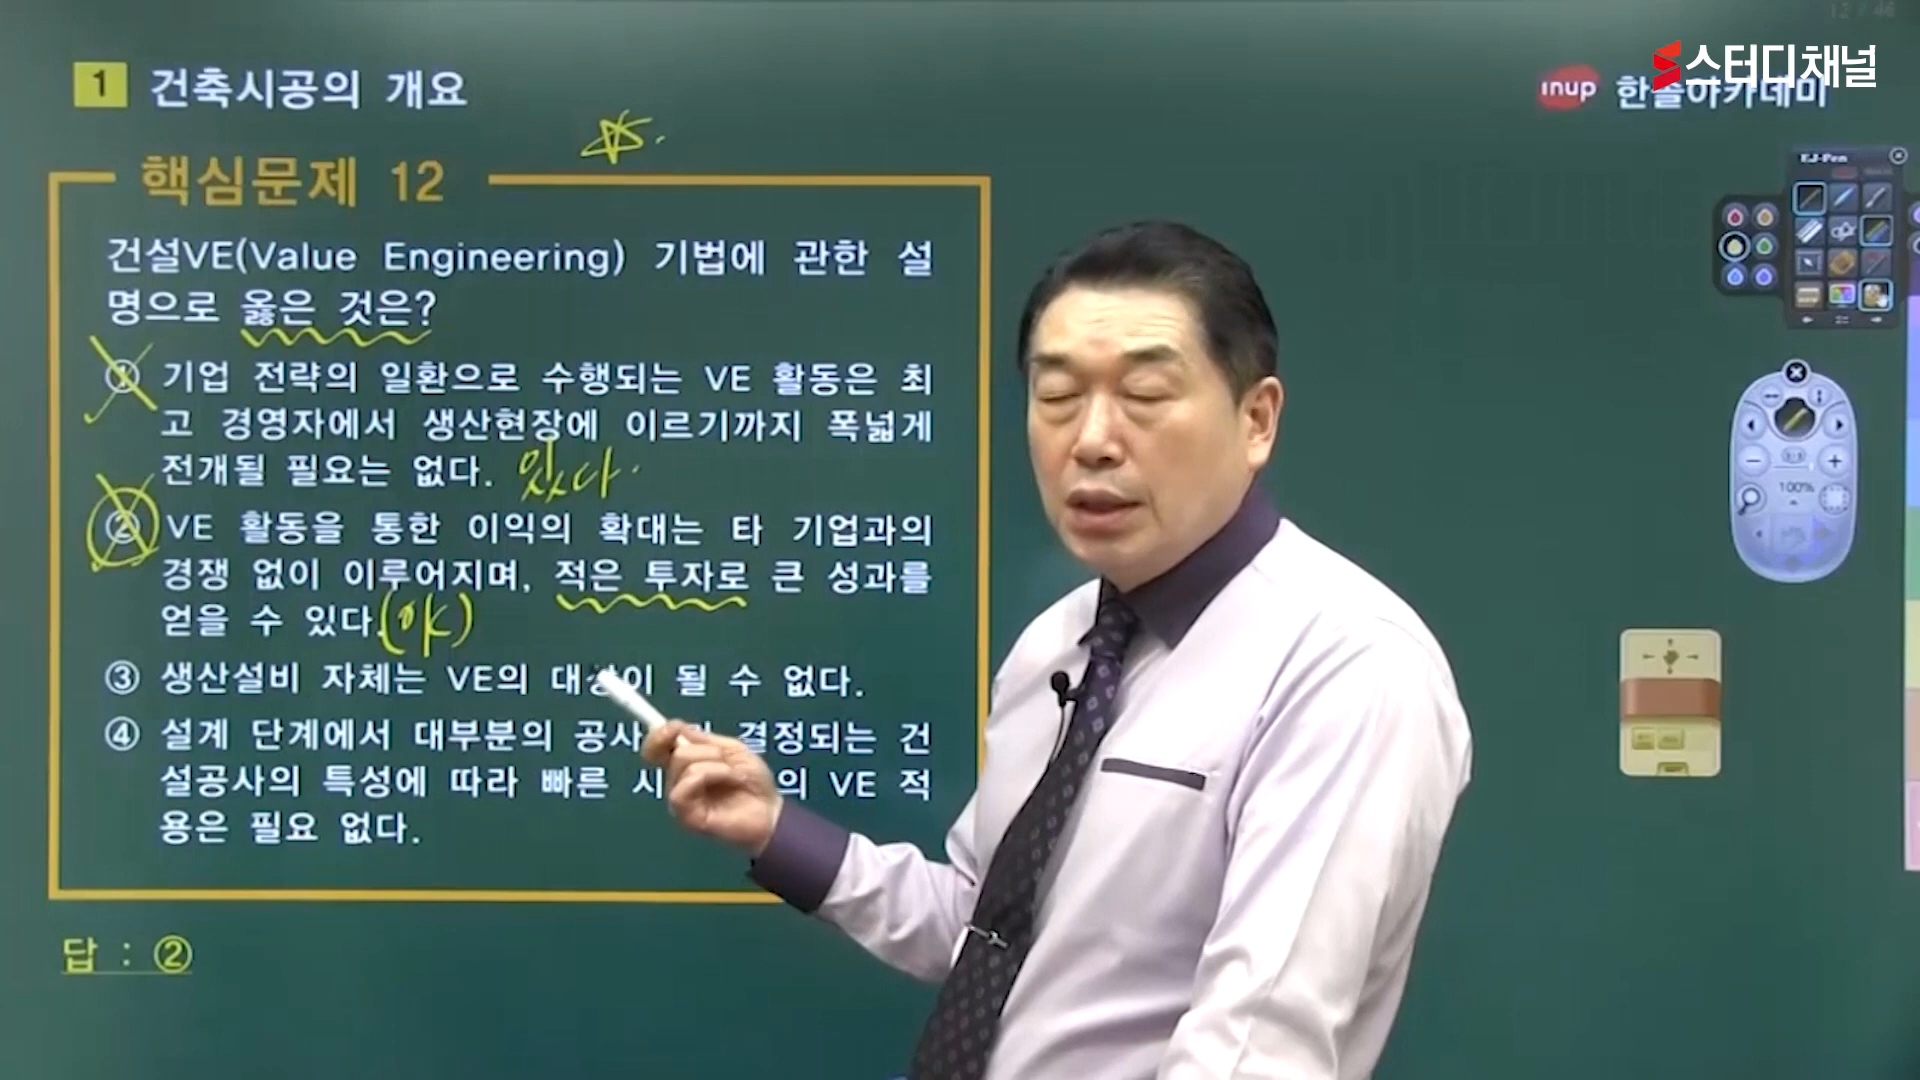 12 / 46
1 건축시공의 개요
inup 한솔아카데미
스터디채널
핵심문제 12
건설VE(Value Engineering) 기법에 관한 설
명으로 옳은 것은?
① 기업 전략의 일환으로 수행되는 VE 활동은 최
고 경영자에서 생산현장에 이르기까지 폭넓게
전개될 필요는 없다. 있다.
② VE 활동을 통한 이익의 확대는 타 기업과의
경쟁 없이 이루어지며, 적은 투자로 큰 성과를
얻을 수 있다.
③ 생산설비 자체는 VE의 대상이 될 수 없다.
④ 설계 단계에서 대부분의 공사 결정되는 건
설공사의 특성에 따라 빠른 시 의 VE 적
용은 필요 없다.
답 : ②
EJ-Pen
100%